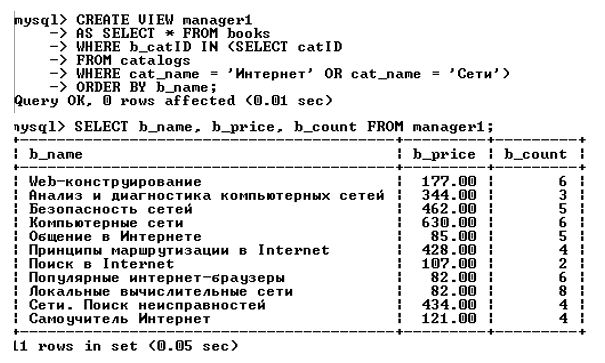 mysql> CREATE VIEW manager1
-> AS SELECT * FROM books
-> WHERE b_catID IN (SELECT catID
-> FROM catalogs
-> WHERE cat_name = 'Интернет' OR cat_name = 'Сети')
-> ORDER BY b_name;
Query OK, 0 rows affected (0.01 sec)
mysql> SELECT b_name, b_price, b_count FROM manager1;
| b_name | b_price | b_count |
| Web-конструирование | 177.00 | 6 |
| Анализ и диагностика компьютерных сетей | 344.00 | 3 |
| Безопасность сетей | 462.00 | 5 |
| Компьютерные сети | 630.00 | 6 |
| Общение в Интернете | 85.00 | 5 |
| Принципы маршрутизации в Internet | 428.00 | 4 |
| Поиск в Internet | 107.00 | 2 |
| Популярные интернет-браузеры | 82.00 | 6 |
| Локальные вычислительные сети | 82.00 | 8 |
| Сети. Поиск неисправностей | 434.00 | 4 |
| Самоучитель Интернет | 121.00 | 4 |
11 rows in set (0.05 sec)